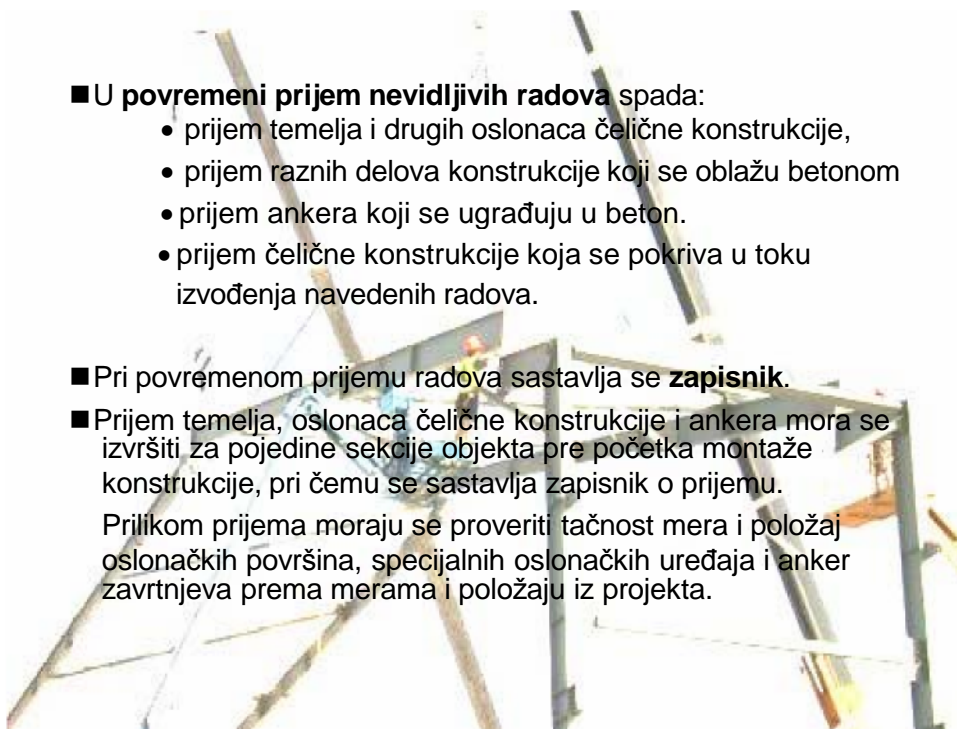 ■U povremeni prijem nevidljivih radova spada:
• prijem temelja i drugih oslonaca čelične konstrukcije,
• prijem raznih delova konstrukcije koji se oblažu betonom
• prijem ankera koji se ugrađuju u beton.
• prijem čelične konstrukcije koja se pokriva u toku
izvođenja navedenih radova.
■Pri povremenom prijemu radova sastavlja se zapisnik.
■Prijem temelja, oslonaca čelične konstrukcije i ankera mora se
izvršiti za pojedine sekcije objekta pre početka montaže
konstrukcije, pri čemu se sastavlja zapisnik o prijemu.
Prilikom prijema moraju se proveriti tačnost mera i položaj
oslonačkih površina, specijalnih oslonačkih uređaja i anker
zavrtnjeva prema merama i položaju iz projekta.